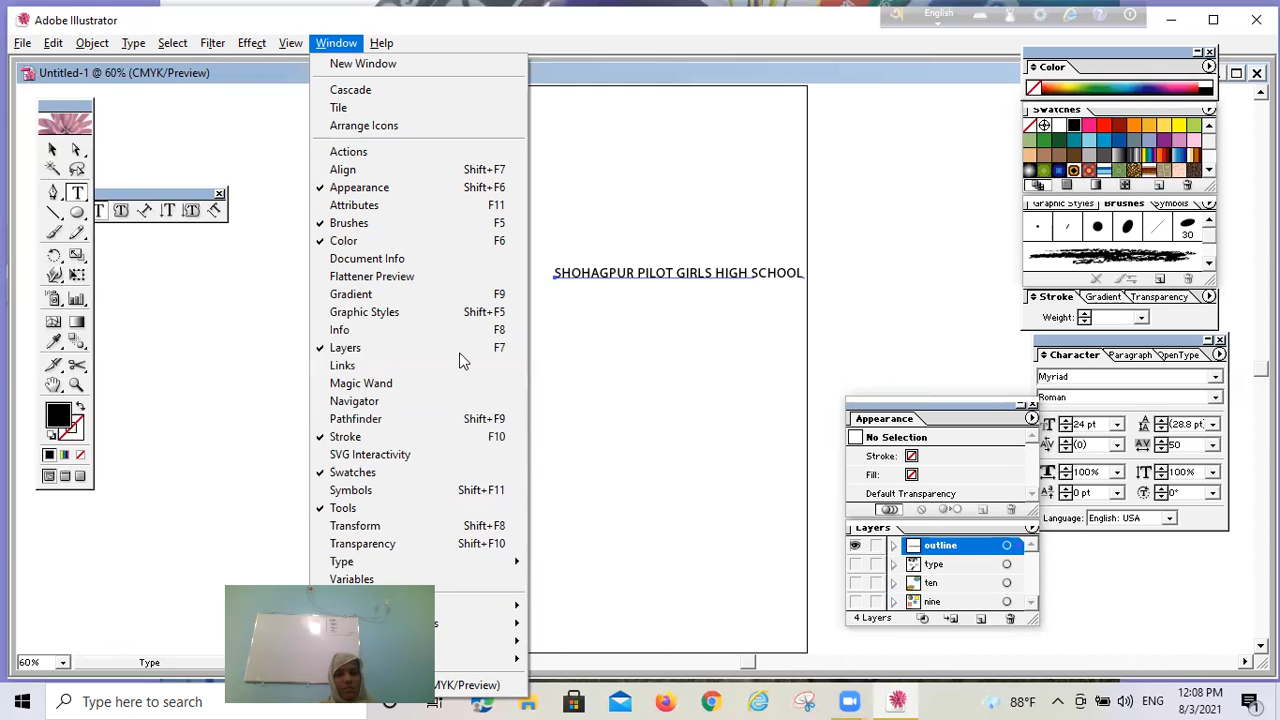 Adobe Illustrator
English
File Edit Object Type Select Filter Effect View Window Help
Untitled-1 @ 60% (CMYK/Preview)
New Window
Cascade
Tile
Arrange Icons
Actions
Align Shift+F7
Appearance Shift+F6
Attributes F11
Brushes F5
Color F6
Document Info
Flattener Preview
Gradient F9
Graphic Styles Shift+F5
Info F8
Layers F7
Links
Magic Wand
Navigator
Pathfinder Shift+F9
Stroke F10
SVG Interactivity
Swatches
Symbols Shift+F11
Tools
Transform Shift+F8
Transparency Shift+F10
Type
Variables
MYK/Preview)
SHOHAGPUR PILOT GIRLS HIGH SCHOOL
Color
Swatches
Graphic Styles Brushes Symbols
30
Stroke Gradient Transparency
Weight:
Character Paragraph OpenType
Myriad
Roman
24 pt (28.8 pt)
(0) 50
100% 100%
0 pt 0°
Language: English: USA
Appearance
No Selection
Stroke:
Fill:
Default Transparency
Layers
outline
type
ten
nine
4 Layers
60% Type
Type here to search
88°F ENG
12:08 PM
8/3/2021